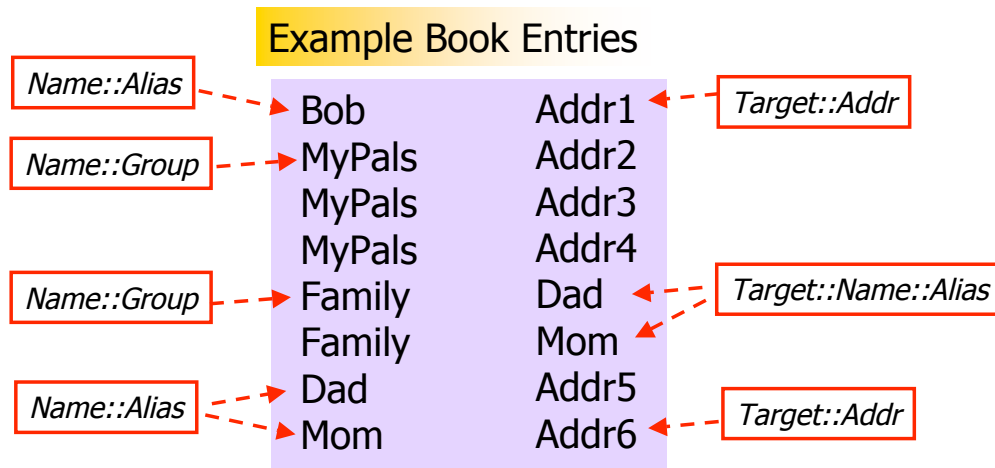 Example Book Entries
Name::Alias
Bob Addr1
Target::Addr
Name::Group
MyPals Addr2
MyPals Addr3
MyPals Addr4
Name::Group
Family Dad
Target::Name::Alias
Family Mom
Name::Alias
Dad Addr5
Target::Addr
Mom Addr6